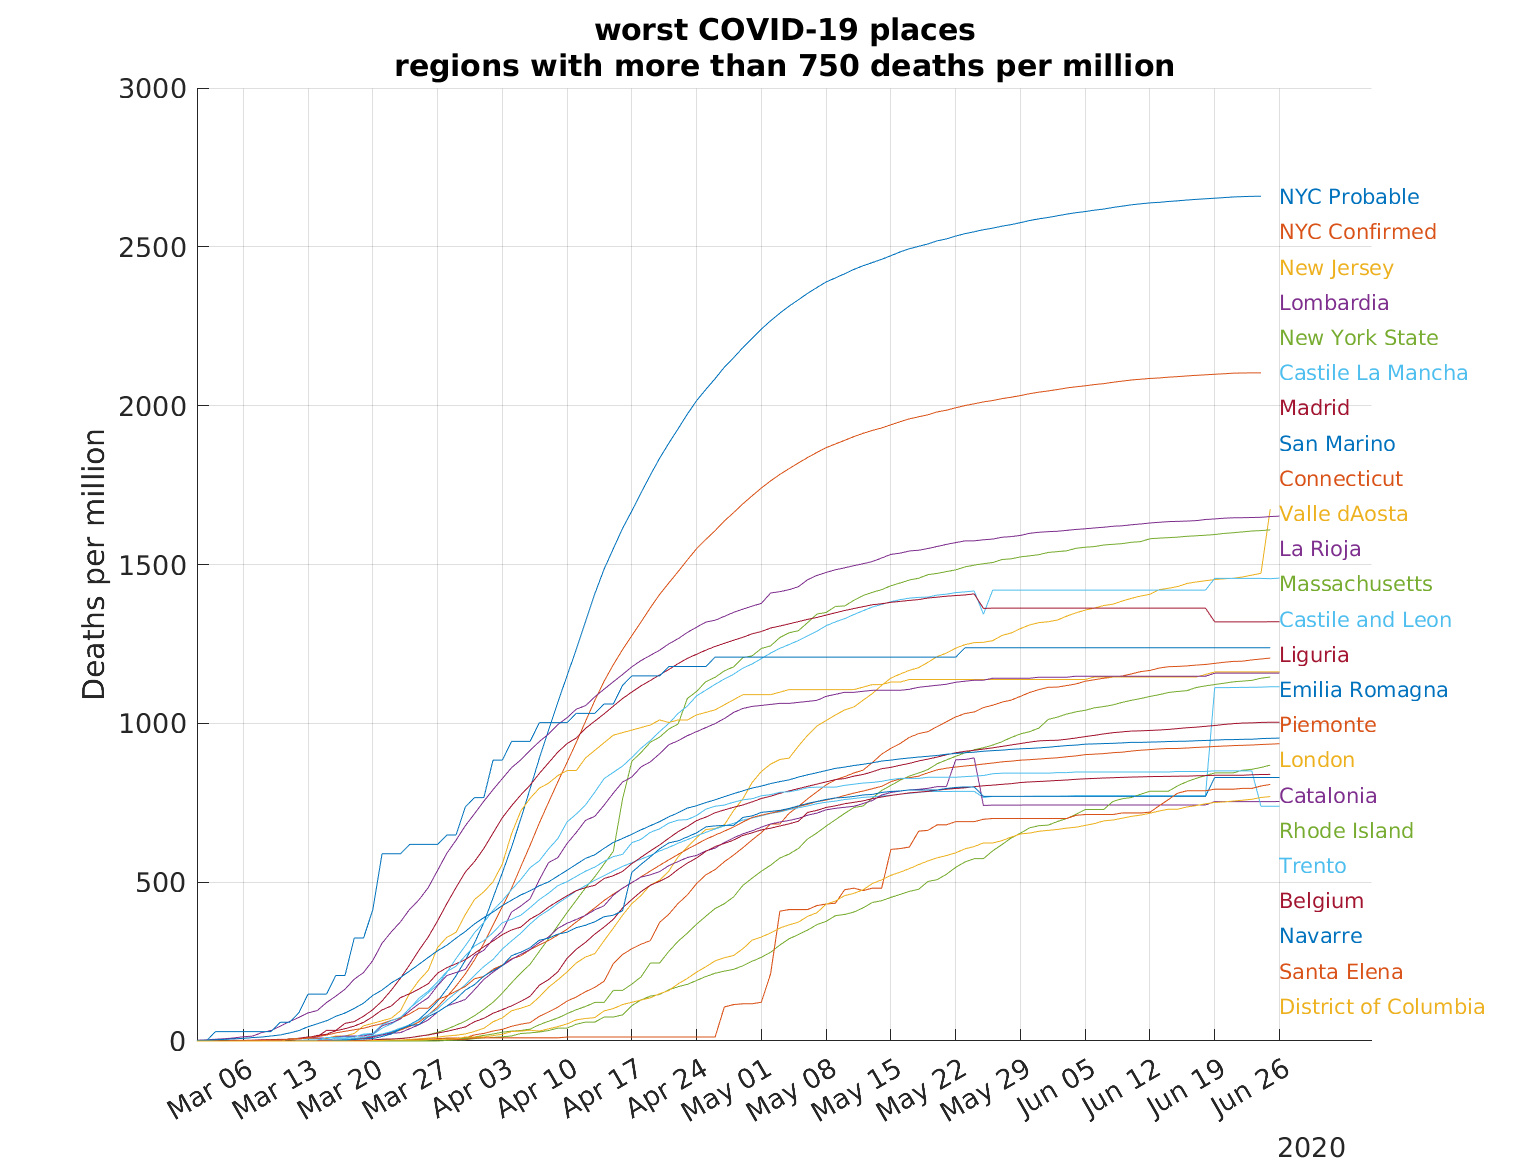 worst COVID-19 places
regions with more than 750 deaths per million
Deaths per million
3000
2500
2000
1500
1000
500
0
NYC Probable
NYC Confirmed
New Jersey
Lombardia
New York State
Castile La Mancha
Madrid
San Marino
Connecticut
Valle dAosta
La Rioja
Massachusetts
Castile and Leon
Liguria
Emilia Romagna
Piemonte
London
Catalonia
Rhode Island
Trento
Belgium
Navarre
Santa Elena
District of Columbia
Mar 06
Mar 13
Mar 20
Mar 27
Apr 03
Apr 10
Apr 17
Apr 24
May 01
May 08
May 15
May 22
May 29
Jun 05
Jun 12
Jun 19
Jun 26
2020